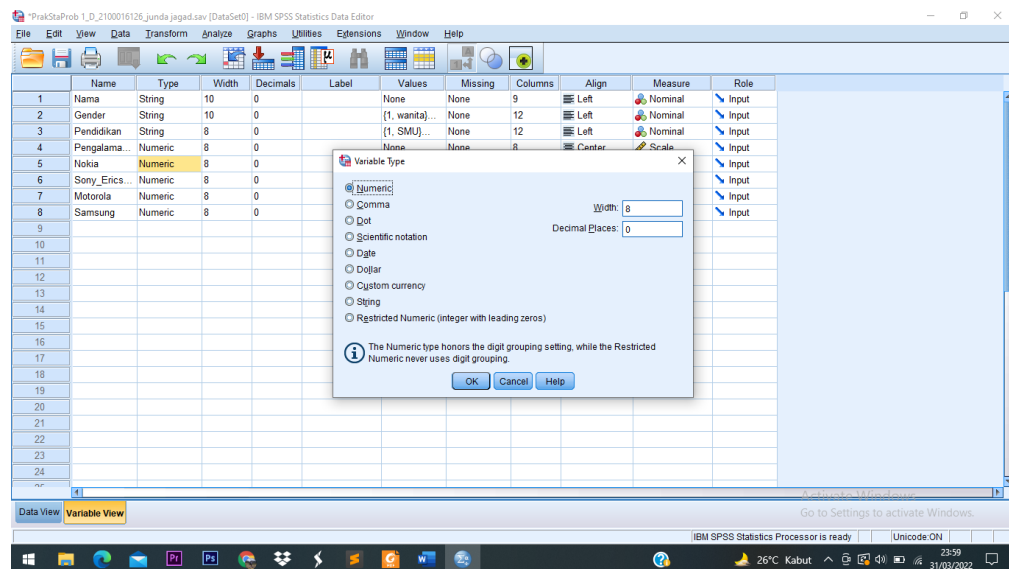 *PrakStaProb 1_D_2100016126_junda jagad.sav [DataSet0] - IBM SPSS Statistics Data Editor
File Edit View Data Transform Analyze Graphs Utilities Extensions Window Help
Name Type Width Decimals Label Values Missing Columns Align Measure Role
1 Nama String 10 0 None None 9 Left Nominal Input
2 Gender String 10 0 {1, wanita}... None 12 Left Nominal Input
3 Pendidikan String 8 0 {1, SMU}... None 12 Left Nominal Input
4 Pengalama... Numeric 8 0 None None 8 Center Scale Input
5 Nokia Numeric 8 0 Input
6 Sony_Erics... Numeric 8 0 Input
7 Motorola Numeric 8 0 Input
8 Samsung Numeric 8 0 Input
9
10
11
12
13
14
15
16
17
18
19
20
21
22
23
24
Variable Type
Numeric
Comma
Dot
Scientific notation
Date
Dollar
Custom currency
String
Restricted Numeric (integer with leading zeros)
Width: 8
Decimal Places: 0
The Numeric type honors the digit grouping setting, while the Restricted
Numeric never uses digit grouping.
OK Cancel Help
Data View Variable View
Activate Windows
Go to Settings to activate Windows.
IBM SPSS Statistics Processor is ready Unicode:ON
Pr Ps
26°C Kabut
23:59
31/03/2022